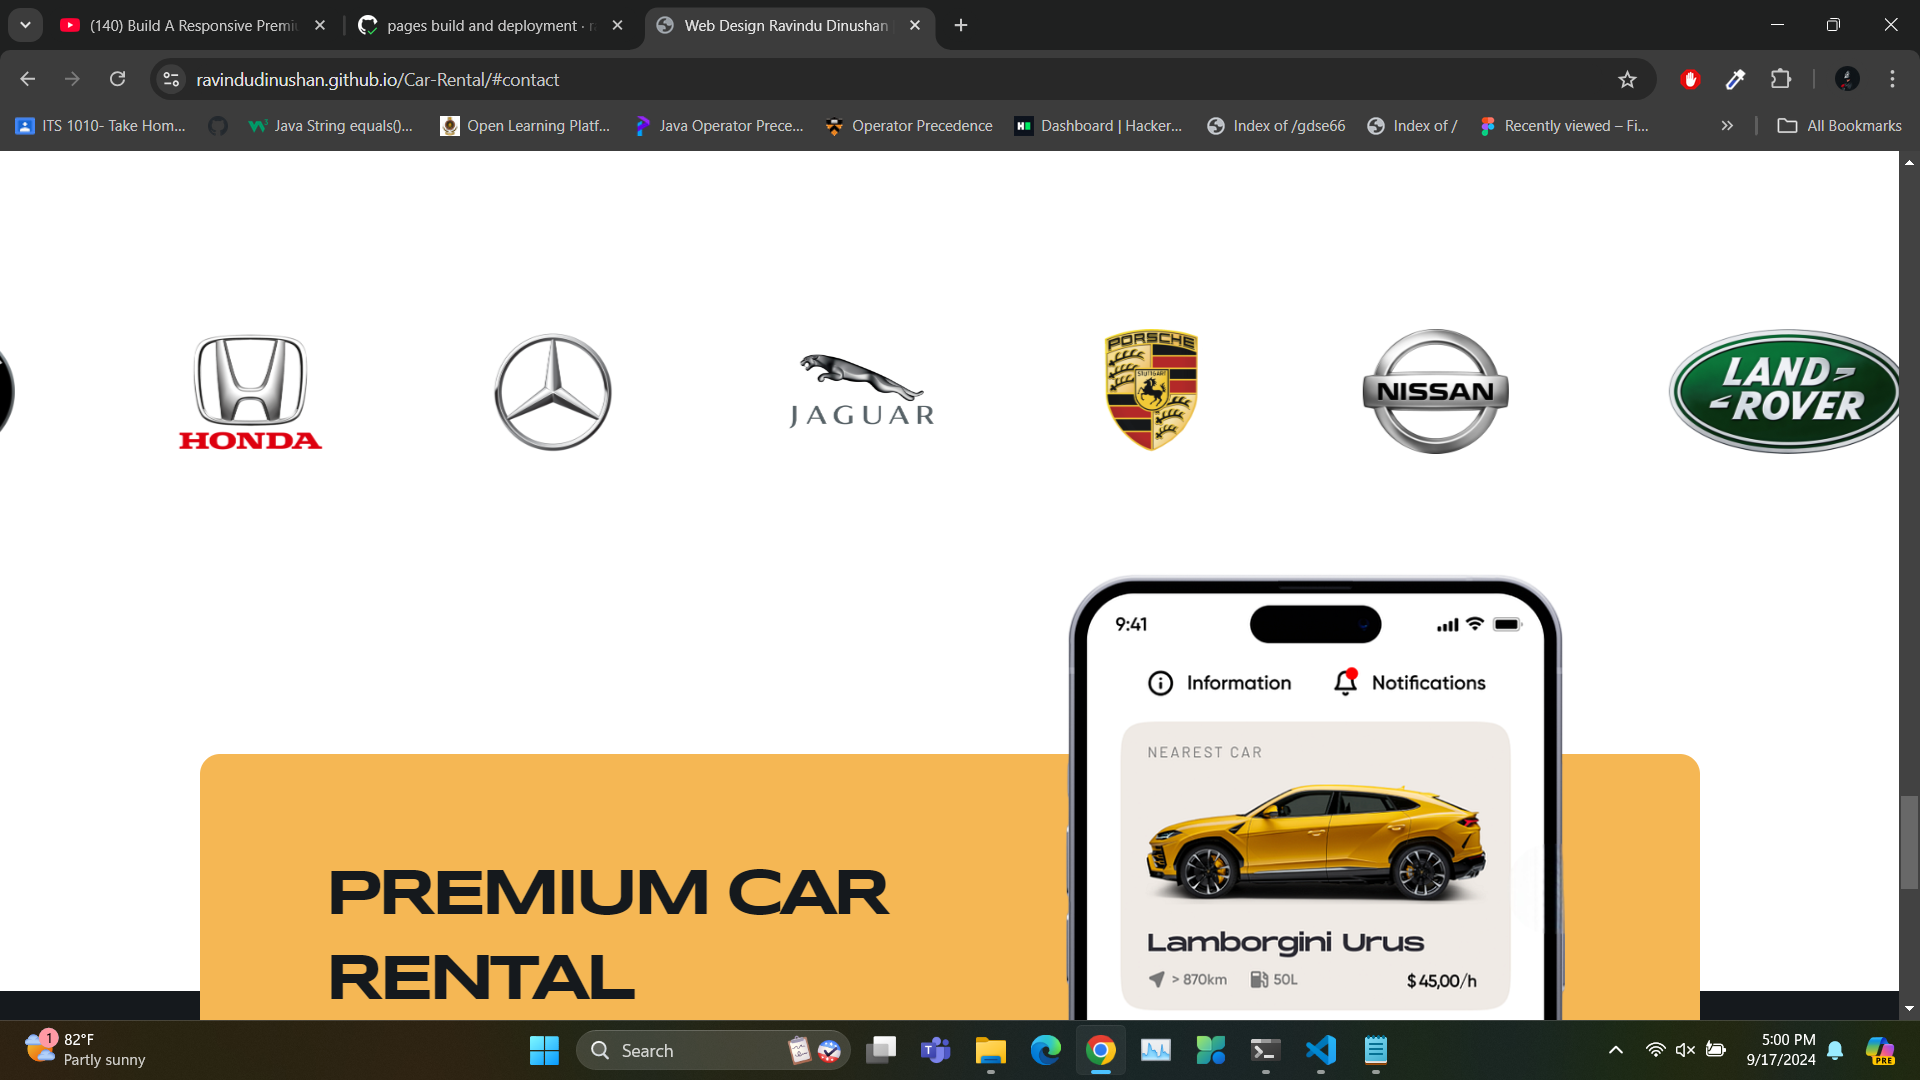 (140) Build A Responsive Premi
pages build and deployment ·
Web Design Ravindu Dinushan
ravindudinushan.github.io/Car-Rental/#contact
ITS 1010- Take Hom...
Java String equals()...
Open Learning Platf...
Java Operator Prece...
Operator Precedence
Dashboard | Hacker...
Index of /gdse66
Index of /
Recently viewed – Fi...
All Bookmarks
HONDA
JAGUAR
PORSCHE
STUTTGART
NISSAN
LAND-
-ROVER
9:41
Information
Notifications
NEAREST CAR
Lamborgini Urus
> 870km
50L
$ 45,00/h
PREMIUM CAR
RENTAL
1
82°F
Partly sunny
Search
PRE
5:00 PM
9/17/2024